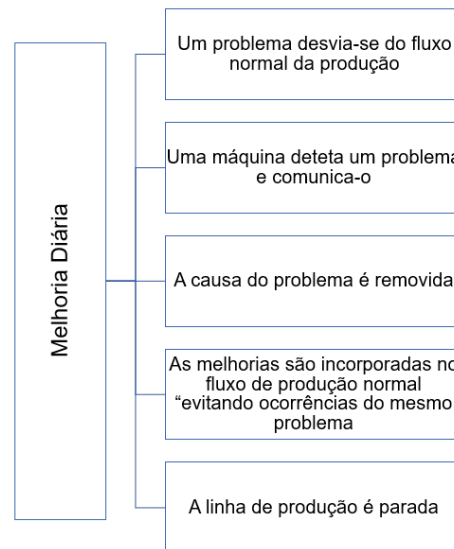 Melhoria Diária
Um problema desvia-se do fluxo
normal da produção
Uma máquina deteta um problema
e comunica-o
A causa do problema é removida
As melhorias são incorporadas no
fluxo de produção normal
“evitando ocorrências do mesmo
problema
A linha de produção é parada